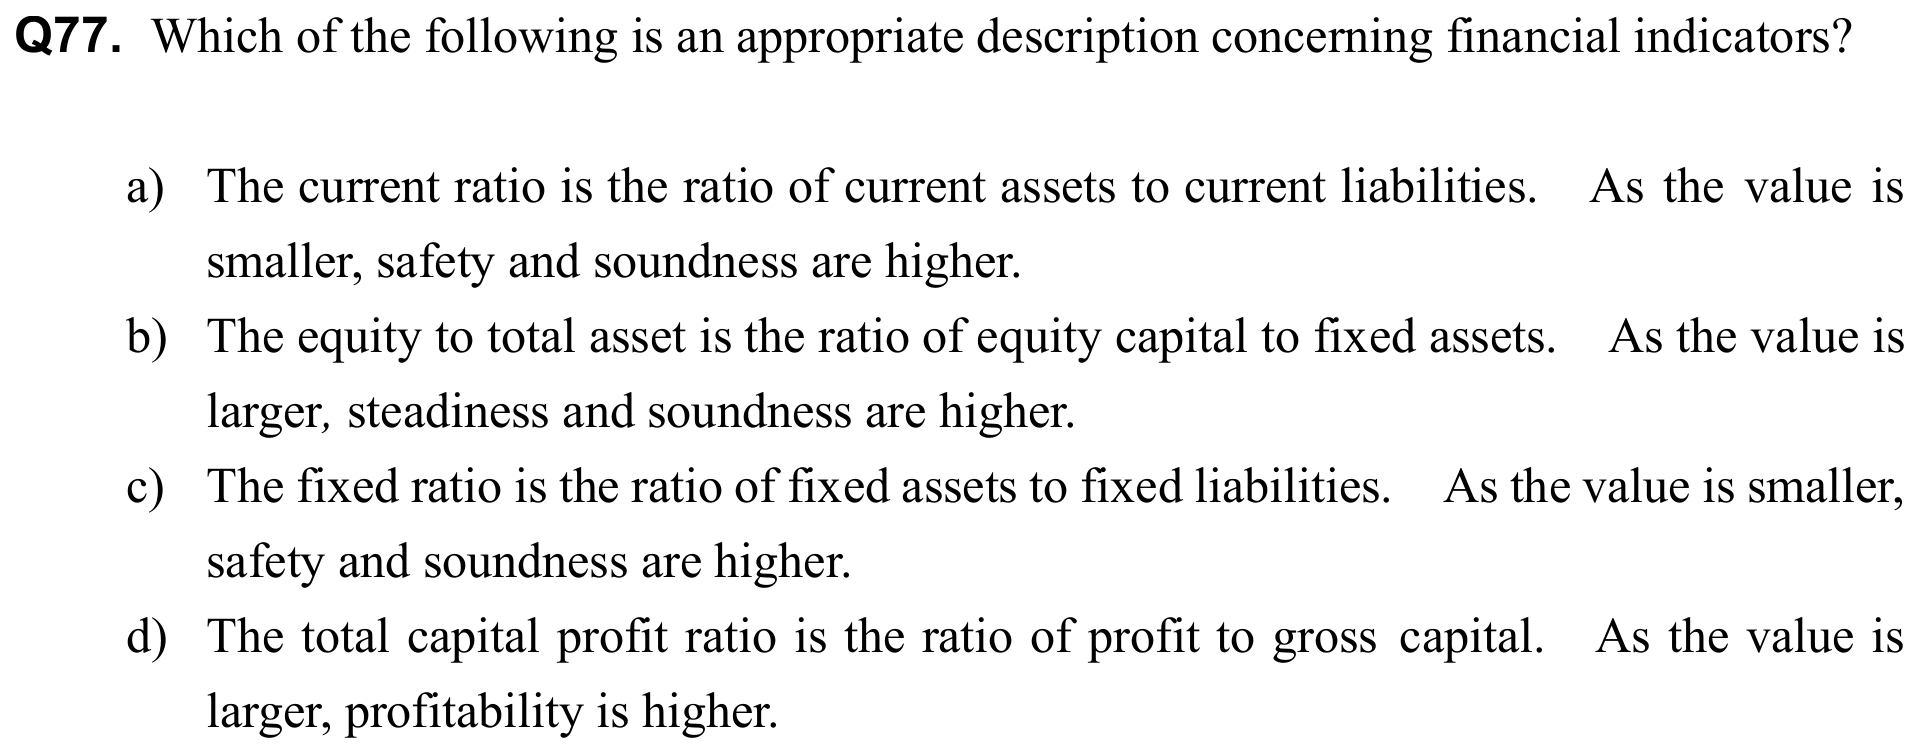 Q77. Which of the following is an appropriate description concerning financial indicators?
a) The current ratio is the ratio of current assets to current liabilities. As the value is
smaller, safety and soundness are higher.
b) The equity to total asset is the ratio of equity capital to fixed assets. As the value is
larger, steadiness and soundness are higher.
c) The fixed ratio is the ratio of fixed assets to fixed liabilities. As the value is smaller,
safety and soundness are higher.
d) The total capital profit ratio is the ratio of profit to gross capital. As the value is
larger, profitability is higher.